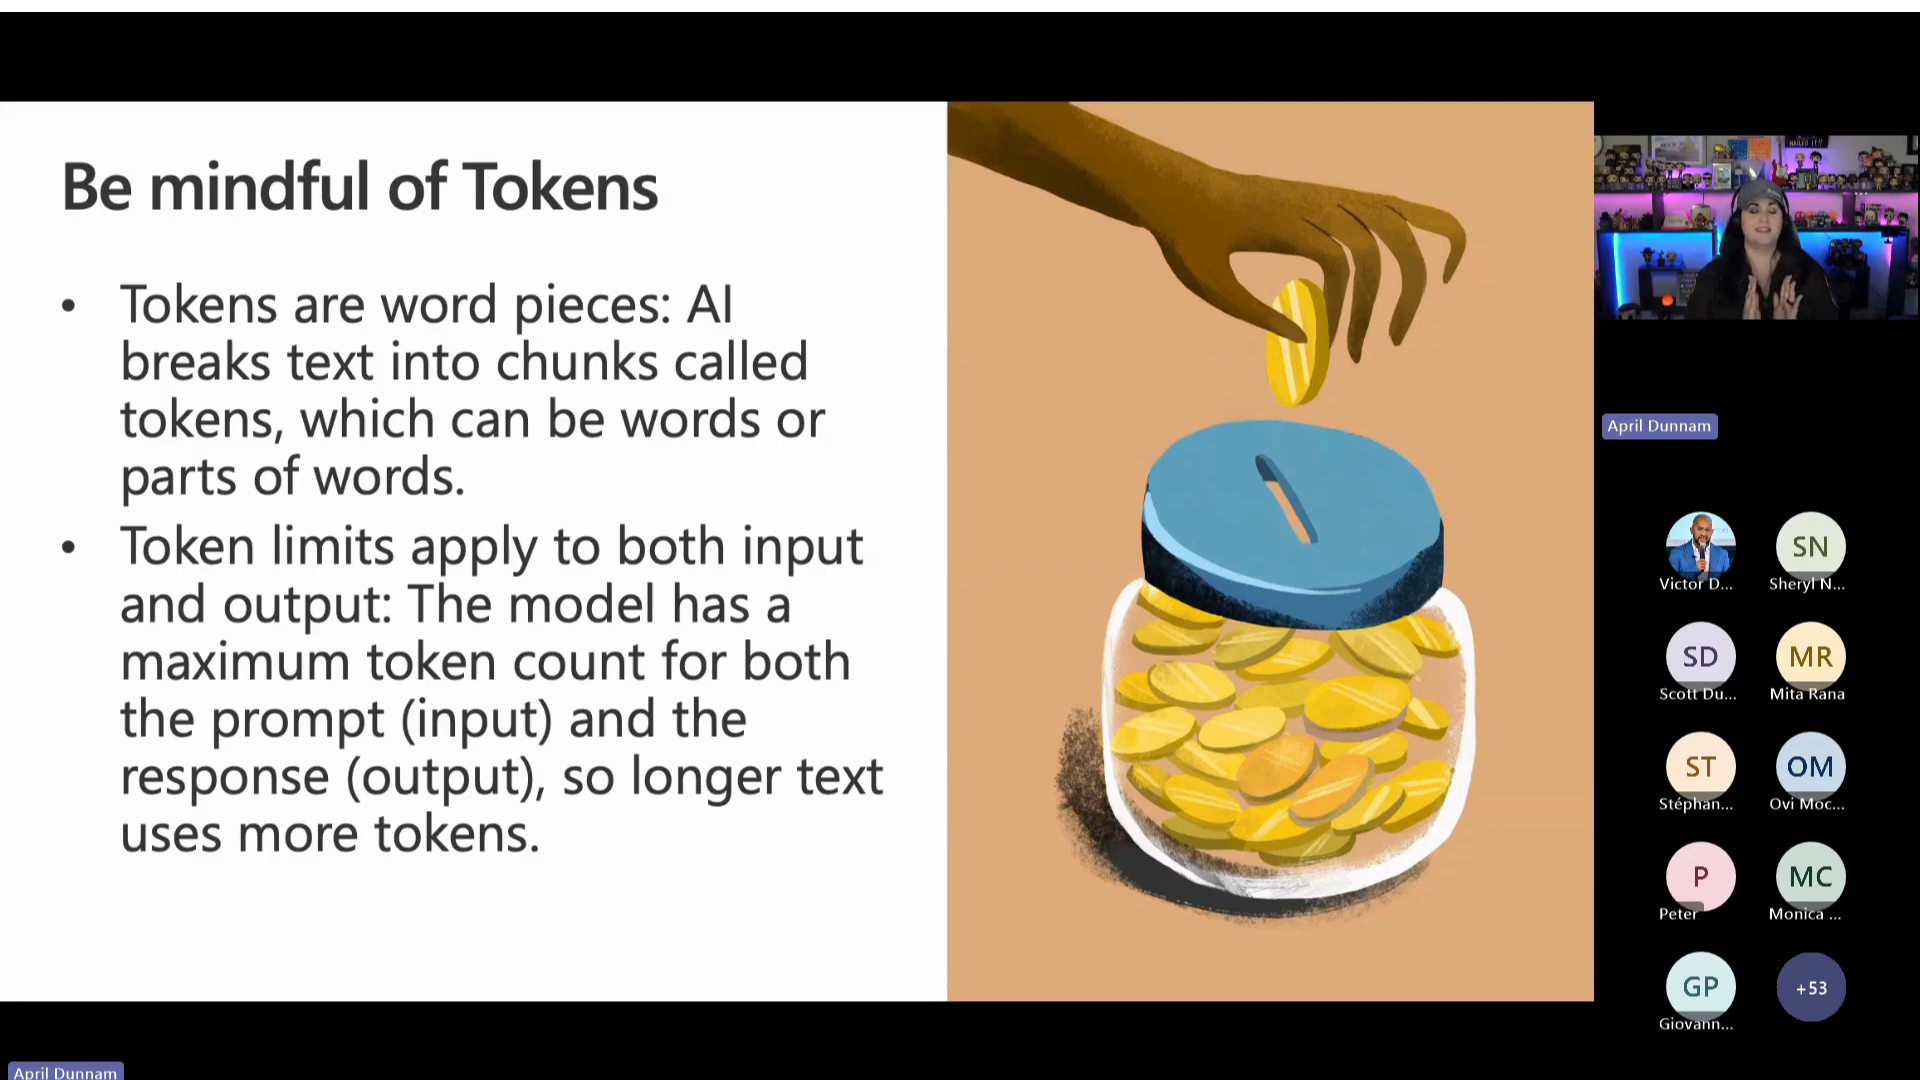 Be mindful of Tokens
• Tokens are word pieces: AI
breaks text into chunks called
tokens, which can be words or
parts of words.
• Token limits apply to both input
and output: The model has a
maximum token count for both
the prompt (input) and the
response (output), so longer text
uses more tokens.
NAILED IT!!
April Dunnam
Victor D...
SN
Sheryl N...
SD
Scott Du...
MR
Mita Rana
ST
Stéphan...
OM
Ovi Moc...
P
Peter
MC
Monica ...
GP
Giovann...
+53
April Dunnam